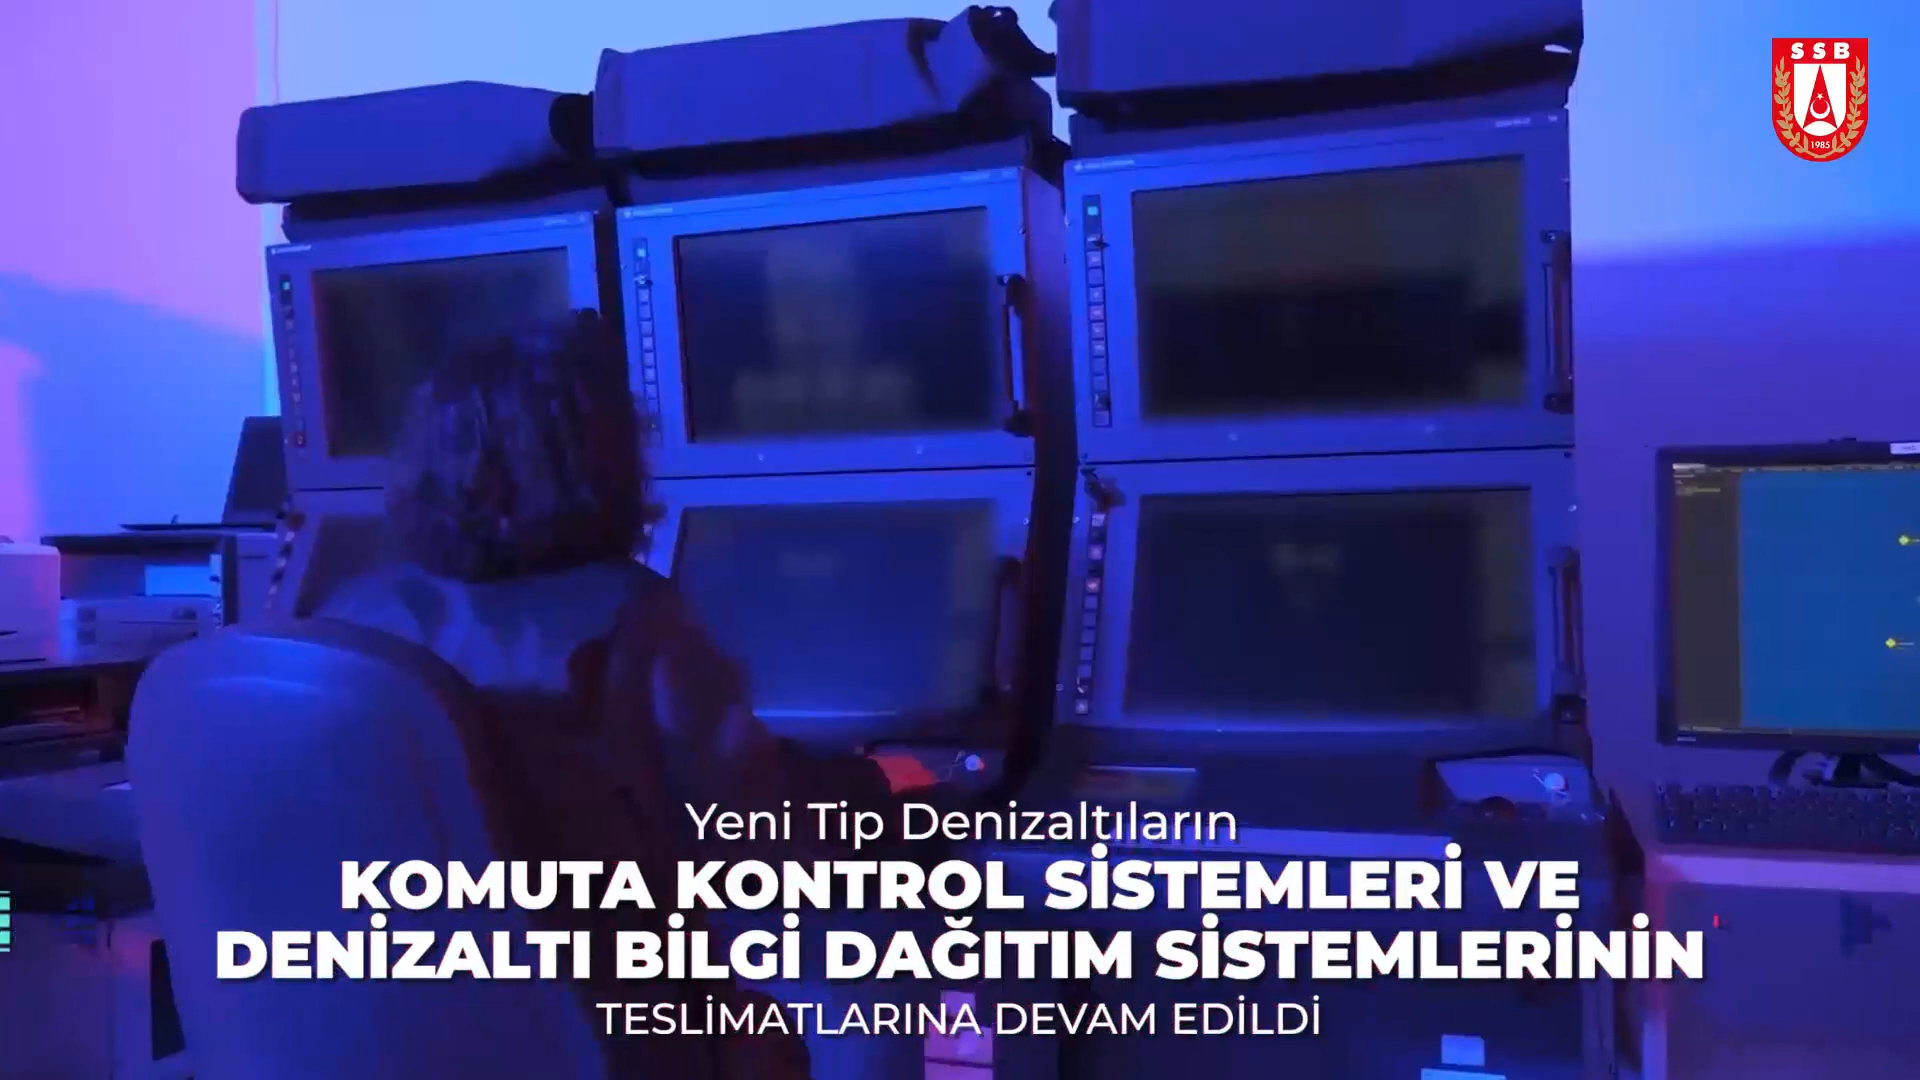 SSB
1985
Yeni Tip Denizaltıların
KOMUTA KONTROL SİSTEMLERİ VE
DENİZALTI BİLGİ DAĞITIM SİSTEMLERİNİN
TESLİMATLARINA DEVAM EDİLDİ